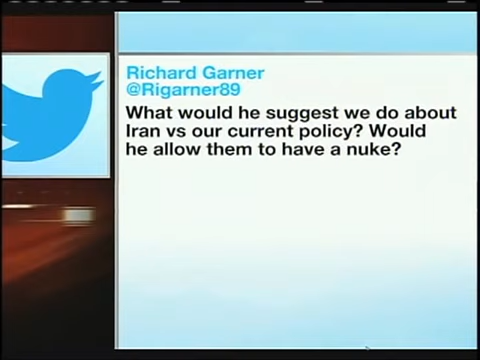 Richard Garner
@Rigarner89
What would he suggest we do about
Iran vs our current policy? Would
he allow them to have a nuke?